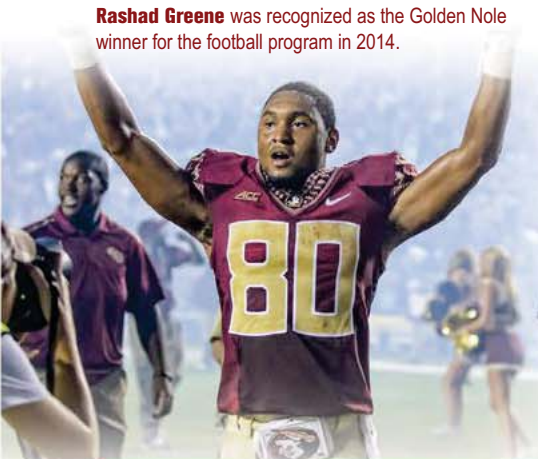 Rashad Greene was recognized as the Golden Nole
winner for the football program in 2014.
ACC
80